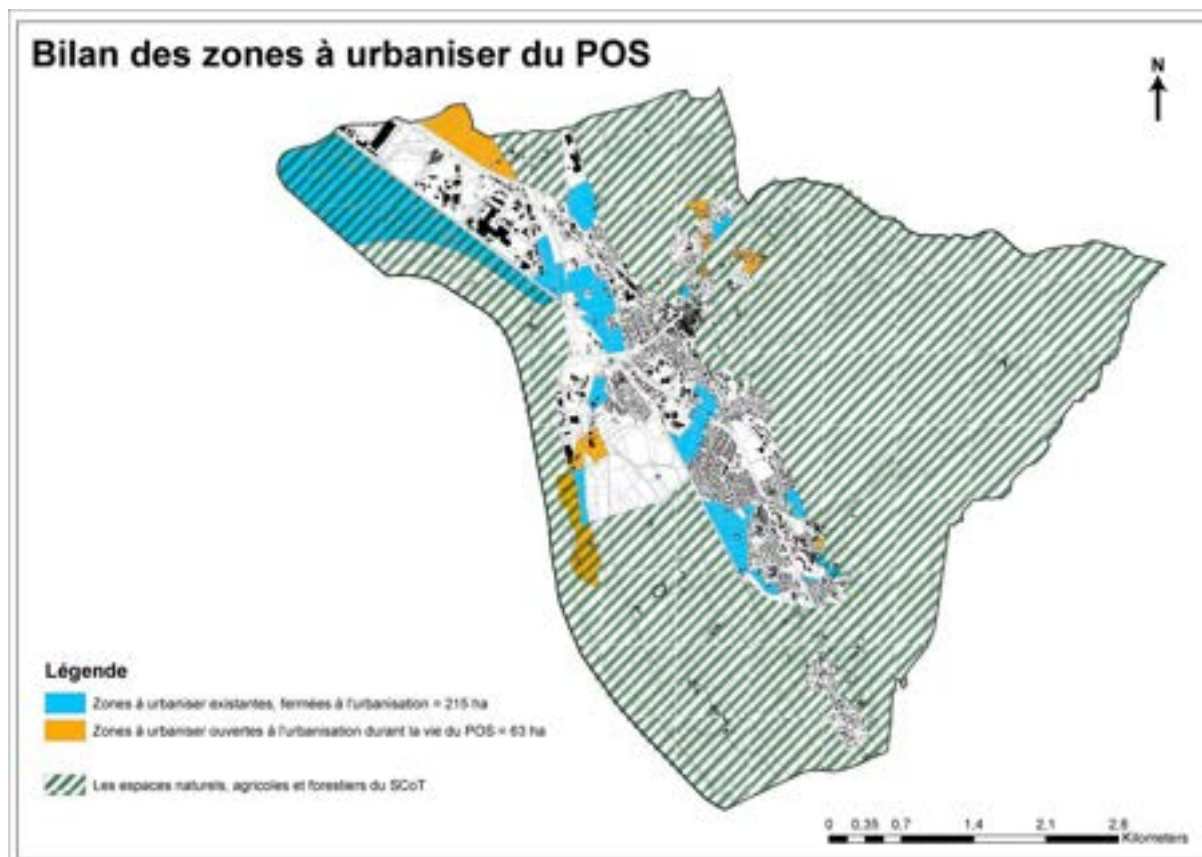 Bilan des zones à urbaniser du POS
N
Légende
Zones à urbaniser existantes, fermées à l'urbanisation = 215 ha
Zones à urbaniser ouvertes à l'urbanisation durant la vie du POS = 63 ha
Les espaces naturels, agricoles et forestiers du SCoT
0 0,35 0,7 1,4 2,1 2,8
Kilometers